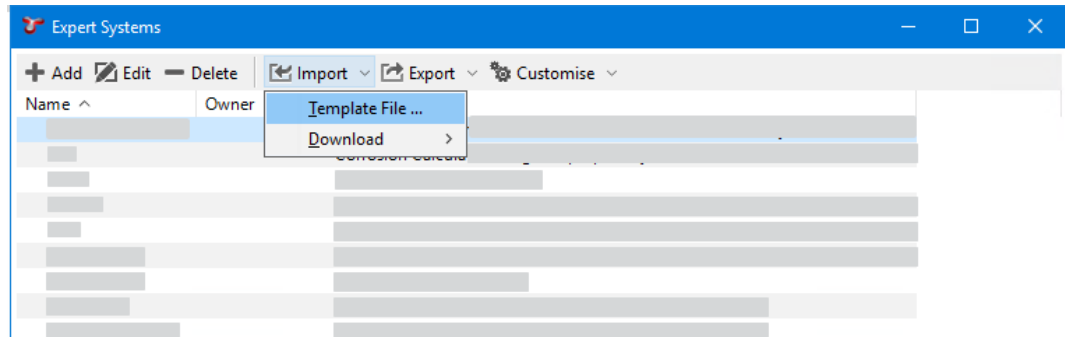 Expert Systems
Add Edit Delete Import Export Customise
Name Owner
Template File ...
Download